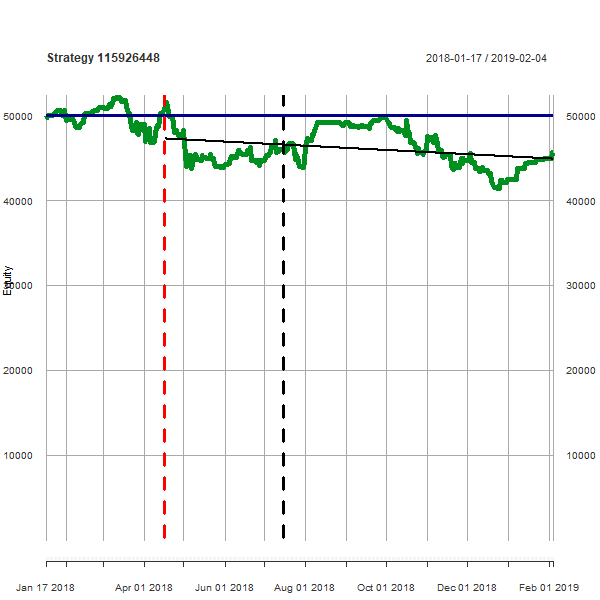 Strategy 115926448 2018-01-17 / 2019-02-04
50000 50000
40000 40000
Equity
30000 30000
20000 20000
10000 10000
Jan 17 2018 Apr 01 2018 Jun 01 2018 Aug 01 2018 Oct 01 2018 Dec 01 2018 Feb 01 2019